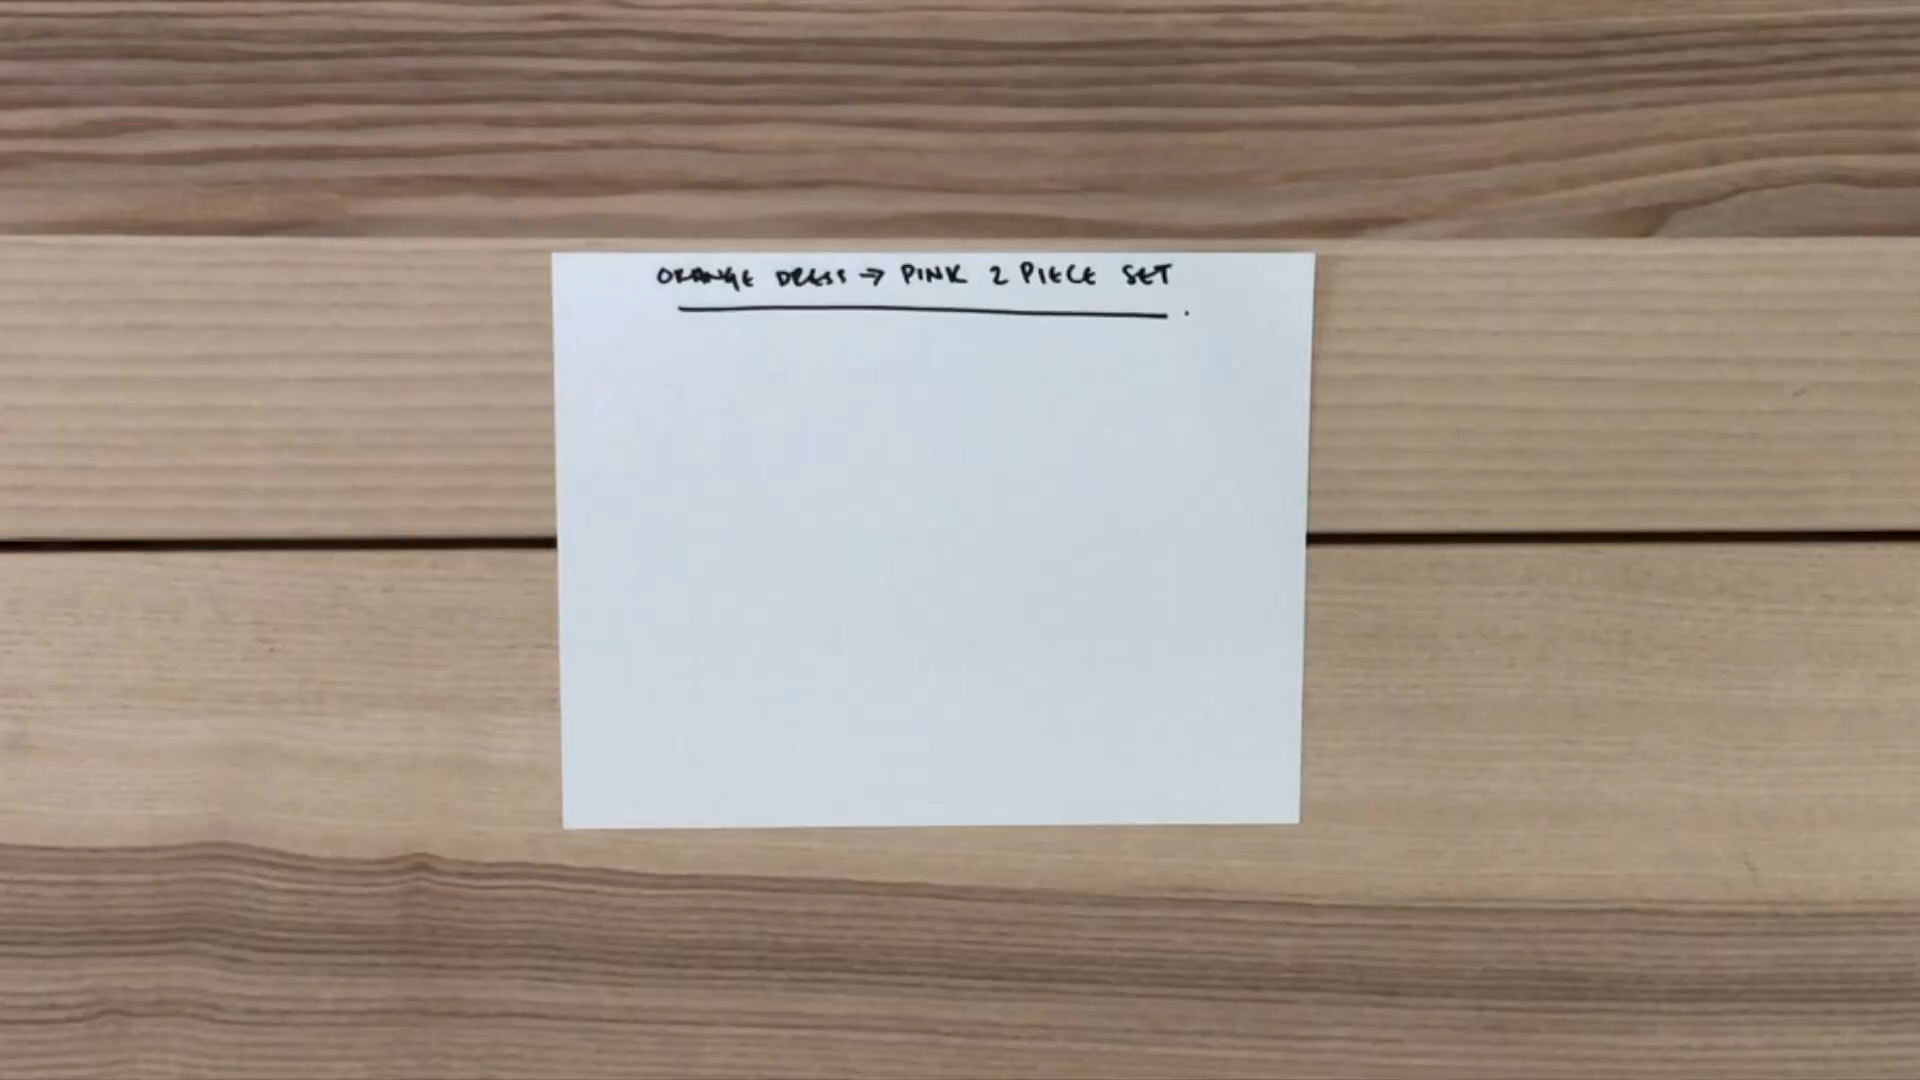 ORANGE DRESS → PINK 2 PIECE SET